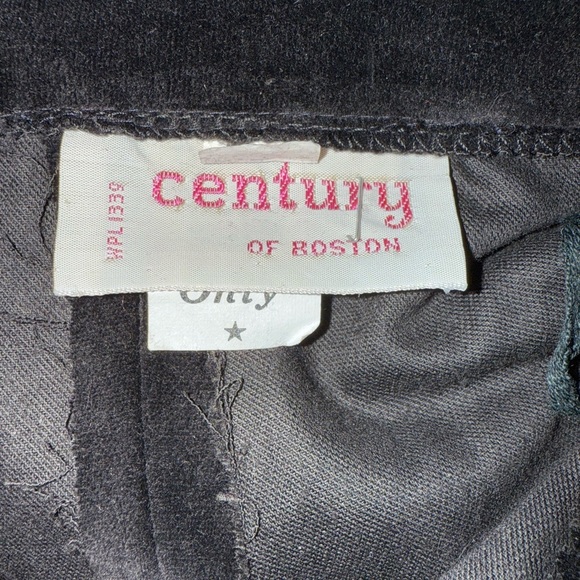 century
OF BOSTON
WPL 1339
Only
★